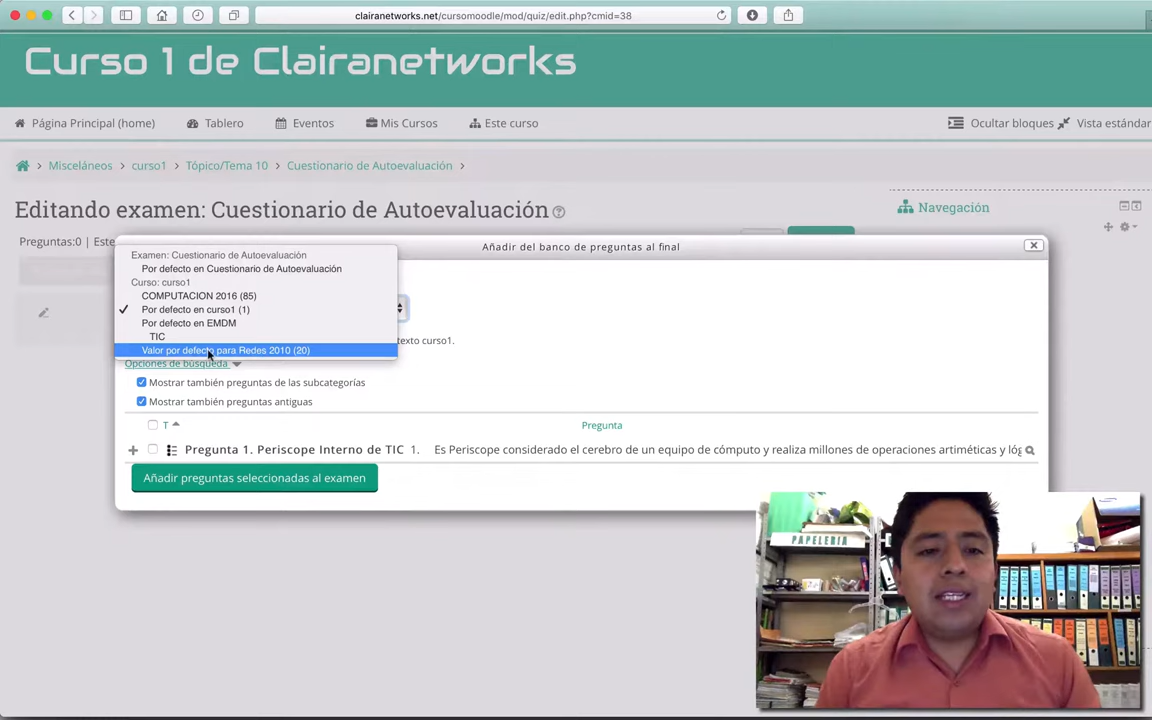 clairanetworks.net/cursomoodle/mod/quiz/edit.php?cmid=38
Curso 1 de Clairanetworks
Página Principal (home) Tablero Eventos Mis Cursos Este curso Ocultar bloques Vista estándar
Misceláneos curso1 Tópico/Tema 10 Cuestionario de Autoevaluación
Editando examen: Cuestionario de Autoevaluación
Navegación
Preguntas:0 | Este
Añadir del banco de preguntas al final
Examen: Cuestionario de Autoevaluación
Por defecto en Cuestionario de Autoevaluación
Curso: curso1
COMPUTACION 2016 (85)
Por defecto en curso1 (1)
Por defecto en EMDM
TIC
texto curso1.
Valor por defecto para Redes 2010 (20)
Opciones de búsqueda
Mostrar también preguntas de las subcategorías
Mostrar también preguntas antiguas
T Pregunta
Pregunta 1. Periscope Interno de TIC 1. Es Periscope considerado el cerebro de un equipo de cómputo y realiza millones de operaciones artiméticas y lóg
Añadir preguntas seleccionadas al examen
PAPELERIA